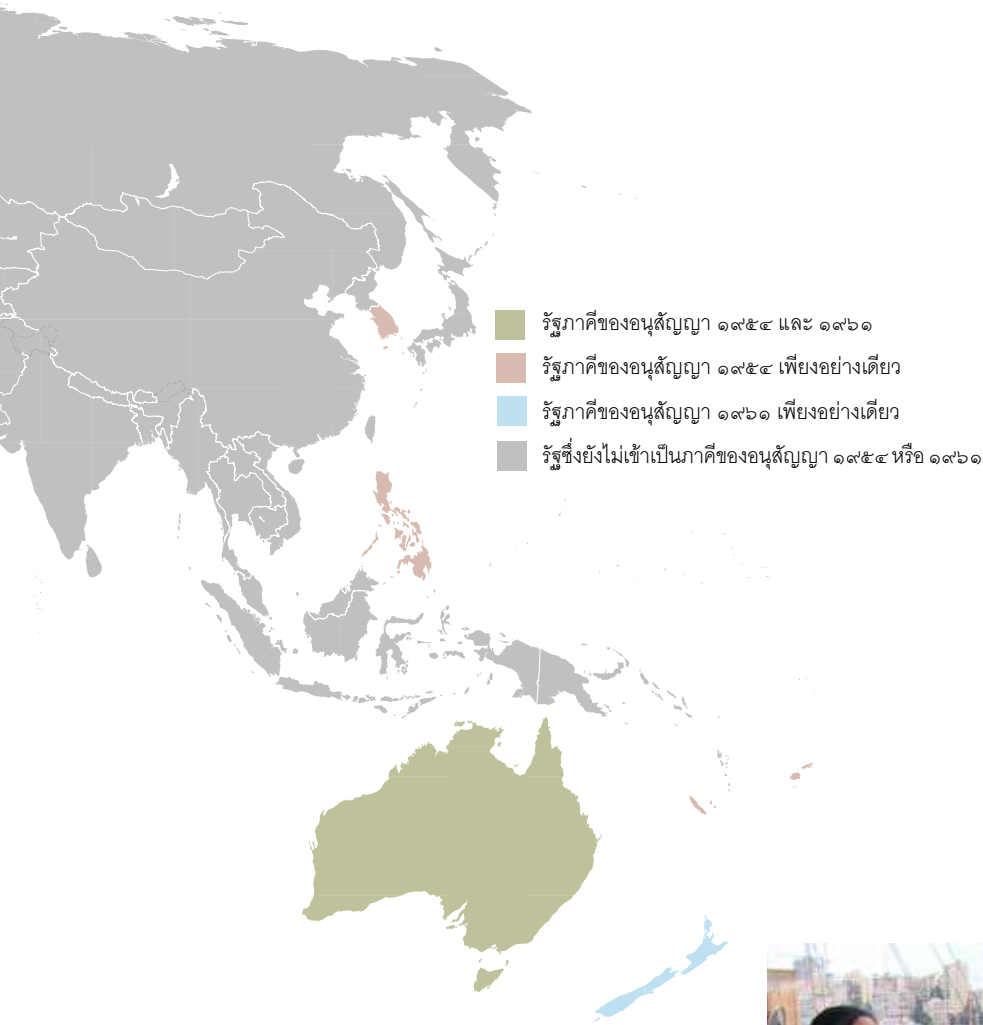 รัฐภาคีของอนุสัญญา ๑๙๕๔ และ ๑๙๖๑
รัฐภาคีของอนุสัญญา ๑๙๕๔ เพียงอย่างเดียว
รัฐภาคีของอนุสัญญา ๑๙๖๑ เพียงอย่างเดียว
รัฐซึ่งยังไม่เข้าเป็นภาคีของอนุสัญญา ๑๙๕๔ หรือ ๑๙๖๑